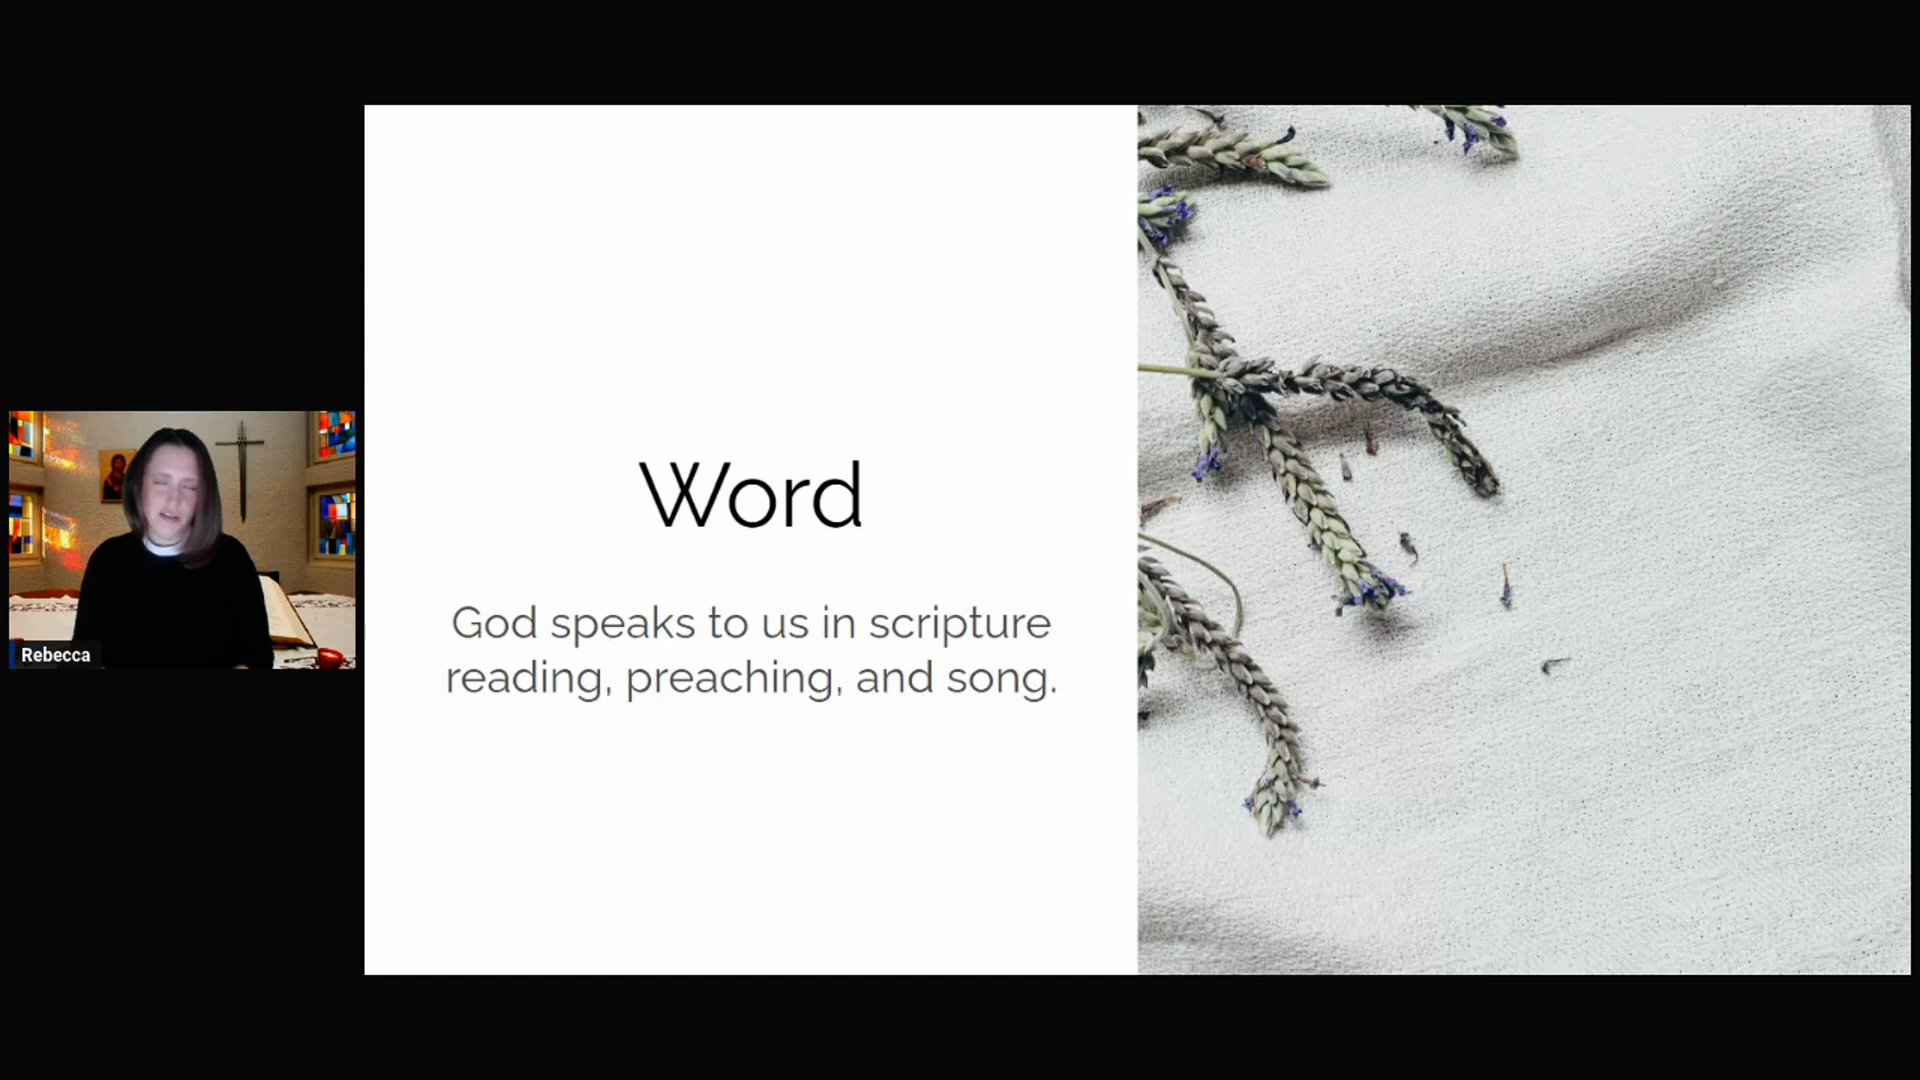 Word
God speaks to us in scripture
reading, preaching, and song.
Rebecca